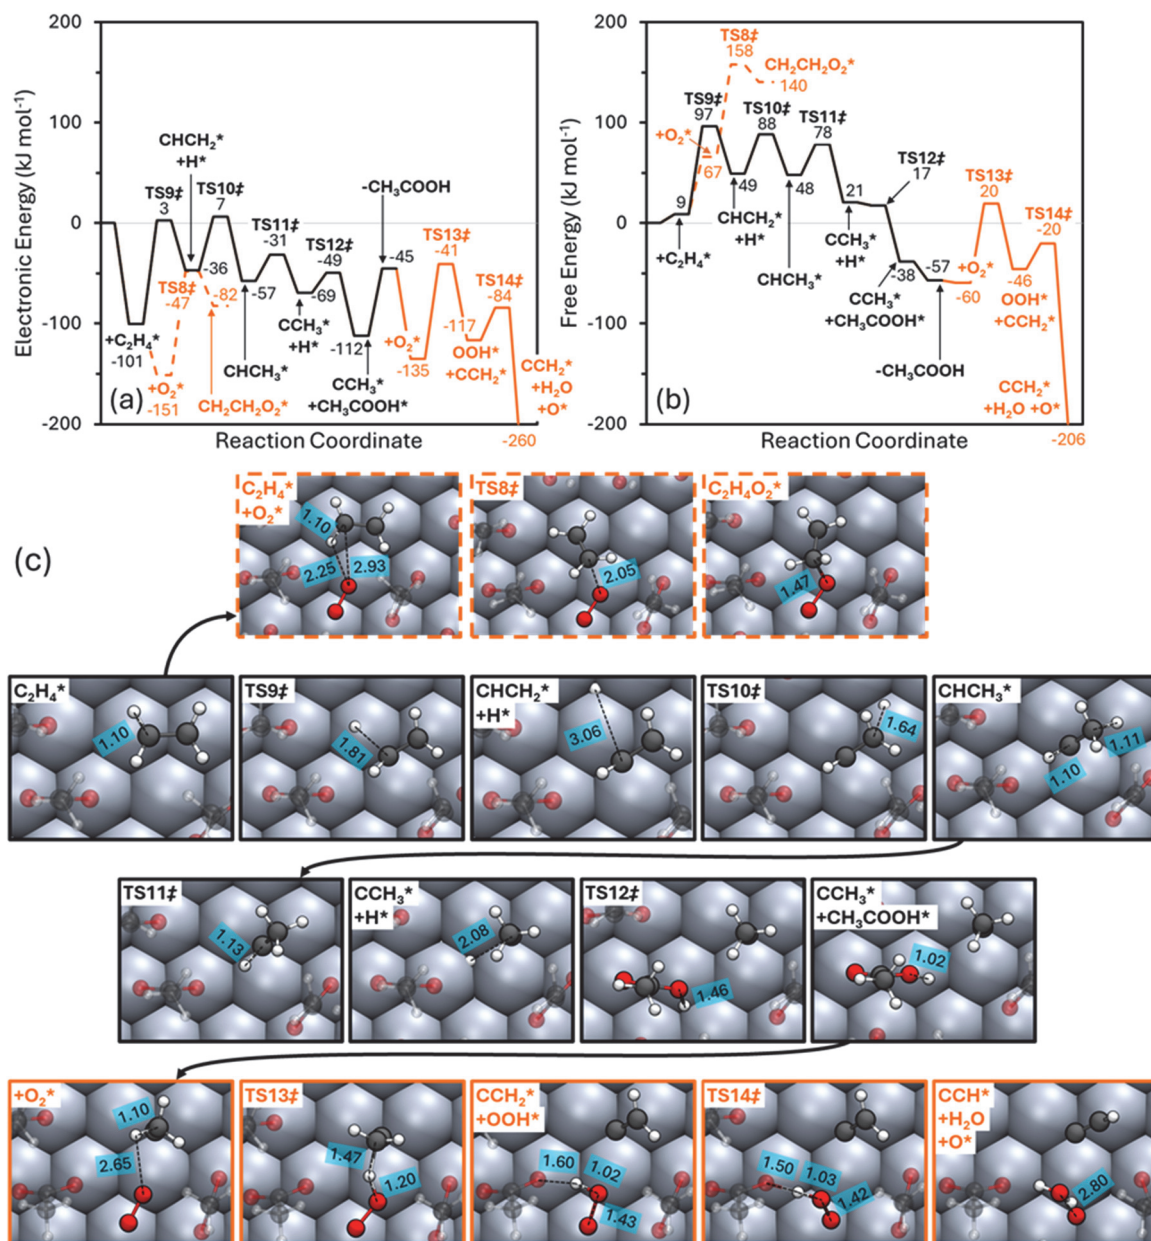 200
100
0
-100
-200
Electronic Energy (kJ mol⁻¹)
Reaction Coordinate
(a)
CHCH₂*
+H*
TS9‡
3
TS10‡
7
-CH₃COOH
TS11‡
-31
TS12‡
-49
-45
TS13‡
-41
TS8‡
-47
-36
-82
-57
-69
TS14‡
-84
+C₂H₄*
-101
CCH₃*
+H*
-112
+O₂*
-117
-135
OOH*
+CCH₂*
CHCH₃*
+O₂*
-151
CH₂CH₂O₂*
CCH₃*
+CH₃COOH*
CCH₂*
+H₂O
+O*
-260
200
100
0
-100
-200
Free Energy (kJ mol⁻¹)
Reaction Coordinate
(b)
TS8‡
158
CH₂CH₂O₂*
140
TS9‡
97
TS10‡
88
TS11‡
78
+O₂*
67
TS12‡
17
9
49
48
21
+C₂H₄*
CHCH₂*
+H*
CHCH₃*
CCH₃*
+H*
TS13‡
20
TS14‡
-20
-38
-57
+O₂*
-60
-46
OOH*
+CCH₂*
CCH₃*
+CH₃COOH*
-CH₃COOH
CCH₂*
+H₂O +O*
-206
(c)
C₂H₄*
+O₂*
1.10
2.25
2.93
TS8‡
2.05
C₂H₄O₂*
1.47
C₂H₄*
1.10
TS9‡
1.81
CHCH₂*
+H*
3.06
TS10‡
1.64
CHCH₃*
1.11
1.10
TS11‡
1.13
CCH₃*
+H*
2.08
TS12‡
1.46
CCH₃*
+CH₃COOH*
1.02
+O₂*
1.10
2.65
TS13‡
1.47
1.20
CCH₂*
+OOH*
1.60
1.02
1.43
TS14‡
1.50
1.03
1.42
CCH*
+H₂O
+O*
2.80